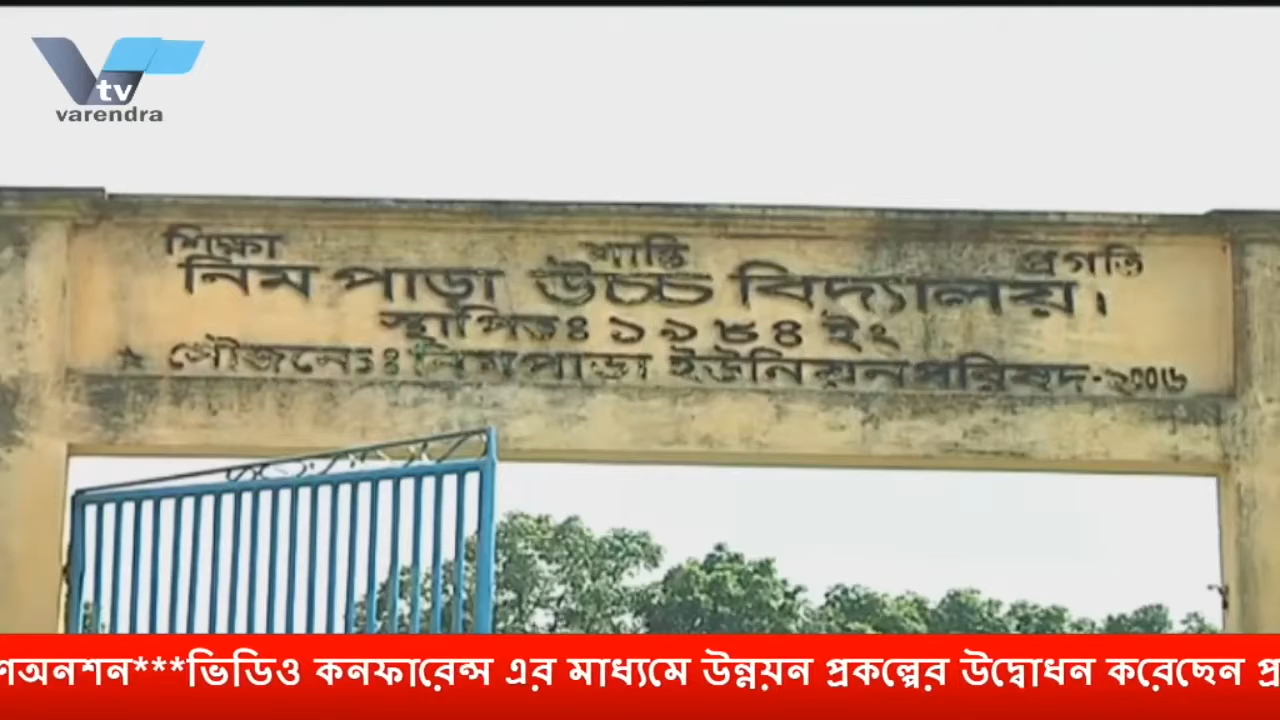 tv
varendra
শিক্ষা শান্তি প্রগতি
নিম পাড়া উচ্চ বিদ্যালয়।
স্থাপিতঃ ১৯৮৪ ইং
★ সৌজনেঃ নিমপাড়া ইউনিয়ন পরিষদ-২০০৬
অনশন***ভিডিও কনফারেন্স এর মাধ্যমে উন্নয়ন প্রকল্পের উদ্বোধন করেছেন